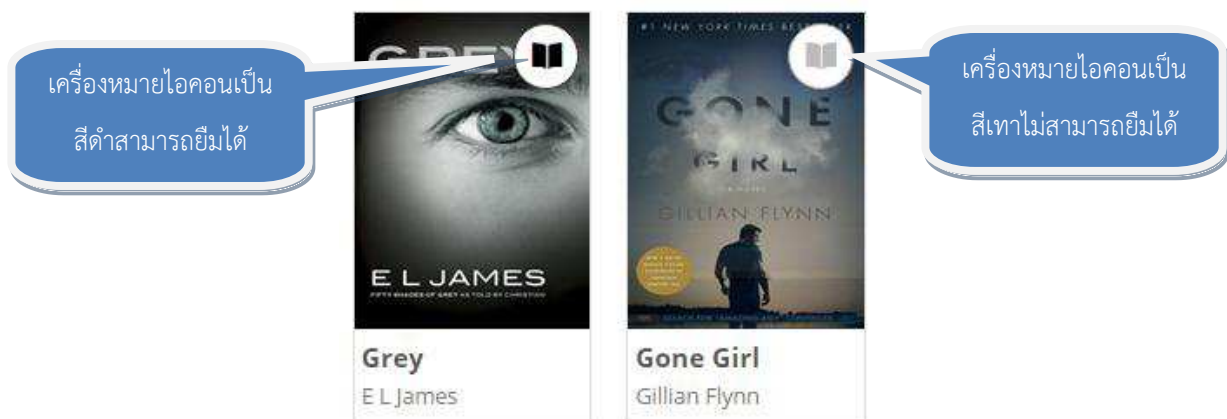 เครื่องหมายไอคอนเป็น
สีดำสามารถยืมได้
GREY
E L JAMES
FIFTY SHADES OF GREY AS TOLD BY CHRISTIAN
Grey
E L James
#1 NEW YORK TIMES BESTSELLER
GONE
GIRL
A NOVEL
GILLIAN FLYNN
Gone Girl
Gillian Flynn
เครื่องหมายไอคอนเป็น
สีเทาไม่สามารถยืมได้